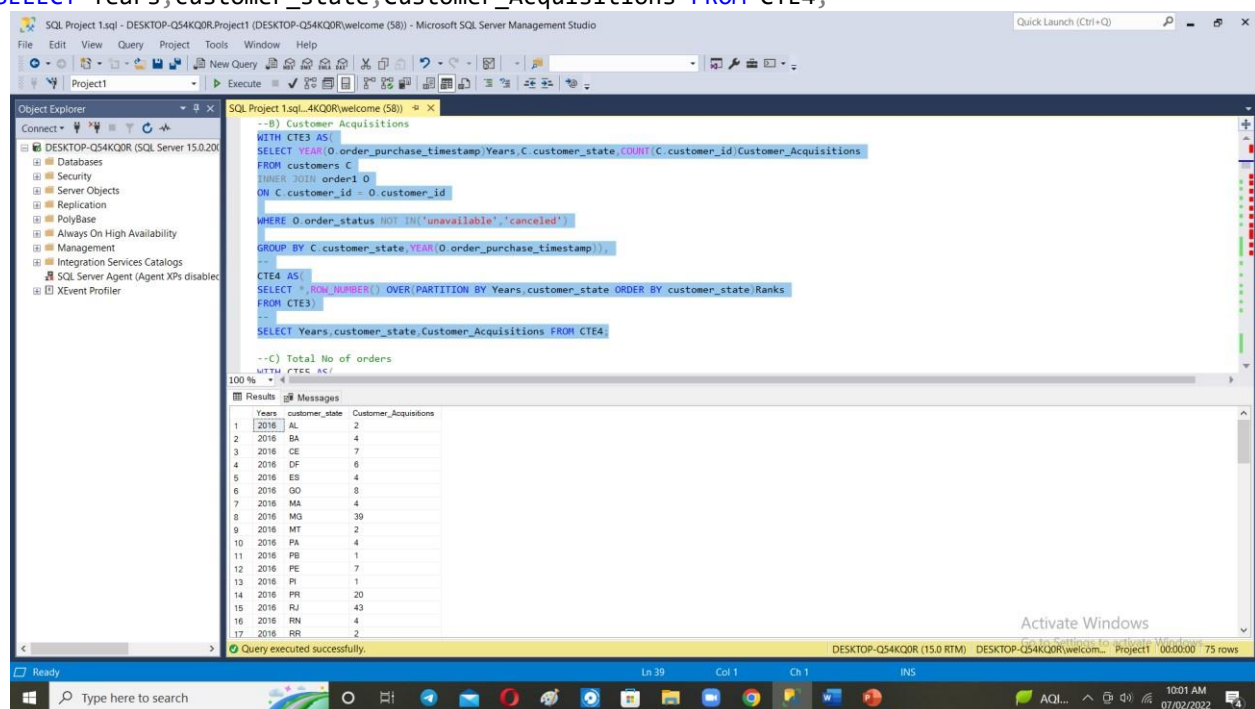 SELECT Years,customer_state,Customer_Acquisitions FROM CTE4;
SQL Project 1.sql - DESKTOP-Q54KQ0R.Project1 (DESKTOP-Q54KQ0R\welcome (58)) - Microsoft SQL Server Management Studio
Quick Launch (Ctrl+Q)
File Edit View Query Project Tools Window Help
New Query
Project1
Execute
Object Explorer
Connect
DESKTOP-Q54KQ0R (SQL Server 15.0.200
Databases
Security
Server Objects
Replication
PolyBase
Always On High Availability
Management
Integration Services Catalogs
SQL Server Agent (Agent XPs disablec
XEvent Profiler
SQL Project 1.sql...4KQ0R\welcome (58))
--B) Customer Acquisitions
WITH CTE3 AS(
SELECT YEAR(O.order_purchase_timestamp)Years,C.customer_state,COUNT(C.customer_id)Customer_Acquisitions
FROM customers C
INNER JOIN order1 O
ON C.customer_id = O.customer_id
WHERE O.order_status NOT IN('unavailable','canceled')
GROUP BY C.customer_state,YEAR(O.order_purchase_timestamp)),
--
CTE4 AS(
SELECT *,ROW_NUMBER() OVER(PARTITION BY Years,customer_state ORDER BY customer_state)Ranks
FROM CTE3)
--
SELECT Years,customer_state,Customer_Acquisitions FROM CTE4;
--C) Total No of orders
WITH CTE5 AS(
100 %
Results Messages
Years customer_state Customer_Acquisitions
1 2016 AL 2
2 2016 BA 4
3 2016 CE 7
4 2016 DF 6
5 2016 ES 4
6 2016 GO 8
7 2016 MA 4
8 2016 MG 39
9 2016 MT 2
10 2016 PA 4
11 2016 PB 1
12 2016 PE 7
13 2016 PI 1
14 2016 PR 20
15 2016 RJ 43
16 2016 RN 4
17 2016 RR 2
Activate Windows
Go to Settings to activate Windows.
Query executed successfully.
DESKTOP-Q54KQ0R (15.0 RTM) DESKTOP-Q54KQ0R\welcom... Project1 00:00:00 75 rows
Ready Ln 39 Col 1 Ch 1 INS
Type here to search
AQI...
10:01 AM
07/02/2022
4